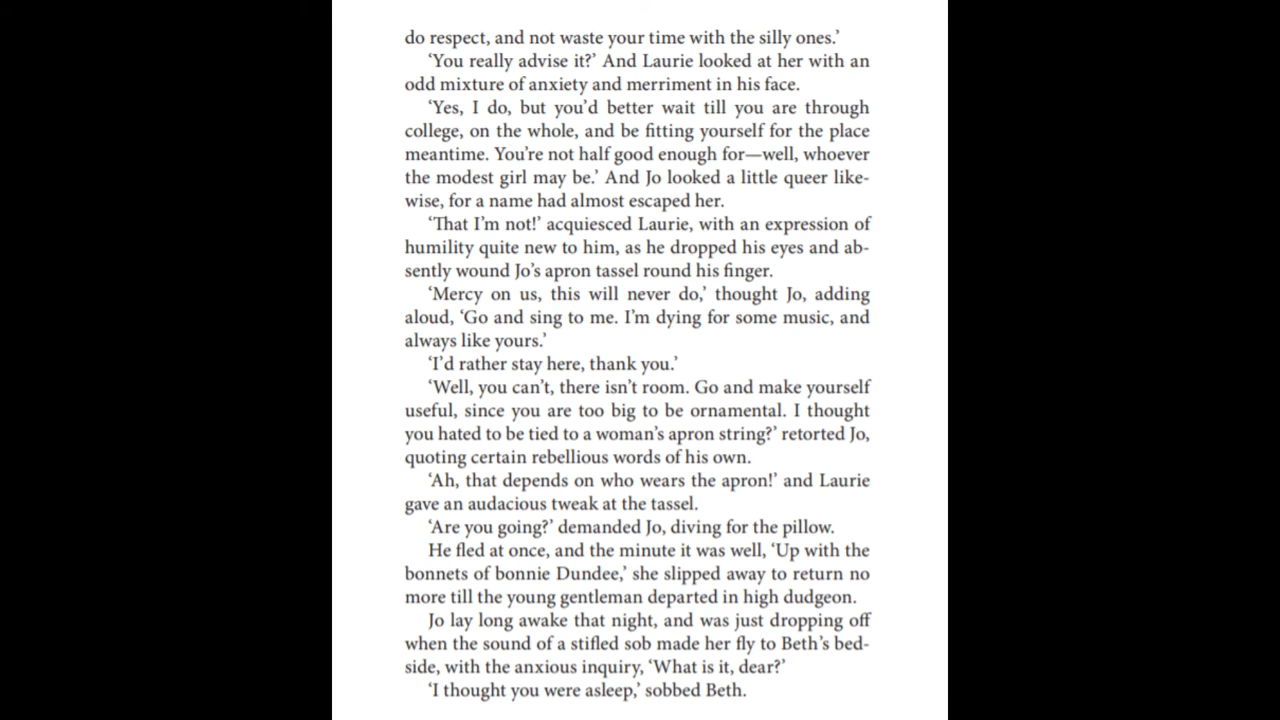 do respect, and not waste your time with the silly ones.’
‘You really advise it?’ And Laurie looked at her with an
odd mixture of anxiety and merriment in his face.
‘Yes, I do, but you’d better wait till you are through
college, on the whole, and be fitting yourself for the place
meantime. You’re not half good enough for—well, whoever
the modest girl may be.’ And Jo looked a little queer like-
wise, for a name had almost escaped her.
‘That I’m not!’ acquiesced Laurie, with an expression of
humility quite new to him, as he dropped his eyes and ab-
sently wound Jo’s apron tassel round his finger.
‘Mercy on us, this will never do,’ thought Jo, adding
aloud, ‘Go and sing to me. I’m dying for some music, and
always like yours.’
‘I’d rather stay here, thank you.’
‘Well, you can’t, there isn’t room. Go and make yourself
useful, since you are too big to be ornamental. I thought
you hated to be tied to a woman’s apron string?’ retorted Jo,
quoting certain rebellious words of his own.
‘Ah, that depends on who wears the apron!’ and Laurie
gave an audacious tweak at the tassel.
‘Are you going?’ demanded Jo, diving for the pillow.
He fled at once, and the minute it was well, ‘Up with the
bonnets of bonnie Dundee,’ she slipped away to return no
more till the young gentleman departed in high dudgeon.
Jo lay long awake that night, and was just dropping off
when the sound of a stifled sob made her fly to Beth’s bed-
side, with the anxious inquiry, ‘What is it, dear?’
‘I thought you were asleep,’ sobbed Beth.